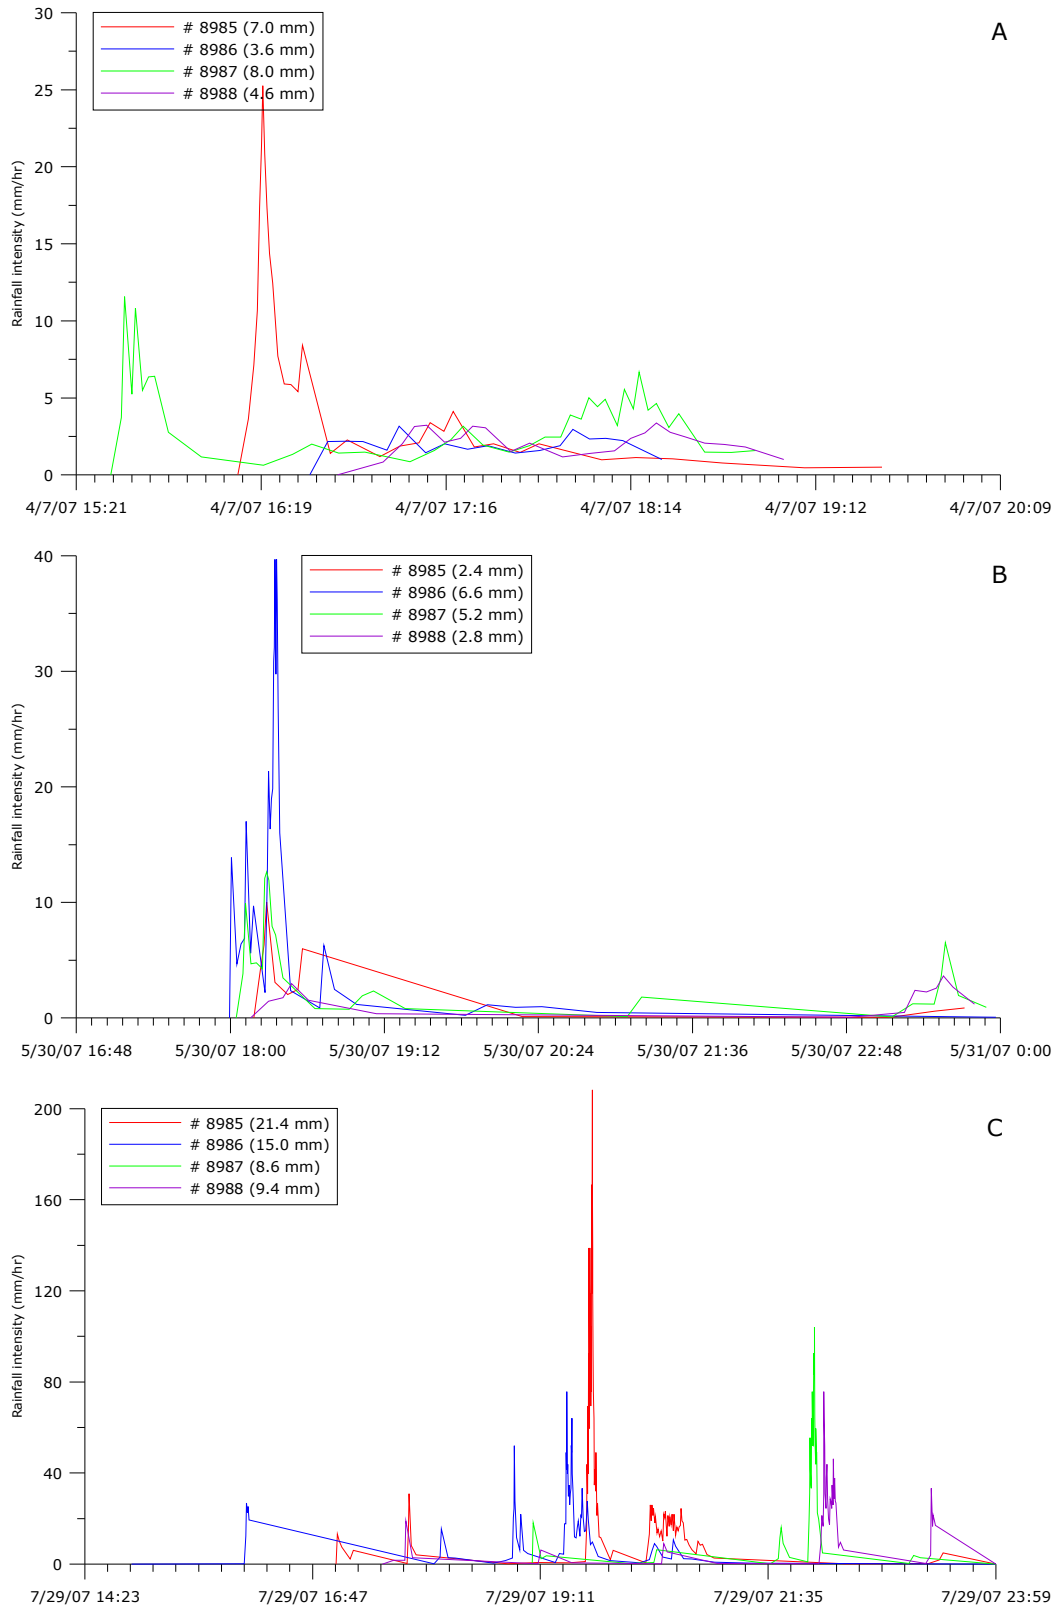 30
25
20
15
10
5
0
Rainfall intensity (mm/hr)
# 8985 (7.0 mm)
# 8986 (3.6 mm)
# 8987 (8.0 mm)
# 8988 (4.6 mm)
A
4/7/07 15:21 4/7/07 16:19 4/7/07 17:16 4/7/07 18:14 4/7/07 19:12 4/7/07 20:09
40
30
20
10
0
Rainfall intensity (mm/hr)
# 8985 (2.4 mm)
# 8986 (6.6 mm)
# 8987 (5.2 mm)
# 8988 (2.8 mm)
B
5/30/07 16:48 5/30/07 18:00 5/30/07 19:12 5/30/07 20:24 5/30/07 21:36 5/30/07 22:48 5/31/07 0:00
200
160
120
80
40
0
Rainfall intensity (mm/hr)
# 8985 (21.4 mm)
# 8986 (15.0 mm)
# 8987 (8.6 mm)
# 8988 (9.4 mm)
C
7/29/07 14:23 7/29/07 16:47 7/29/07 19:11 7/29/07 21:35 7/29/07 23:59